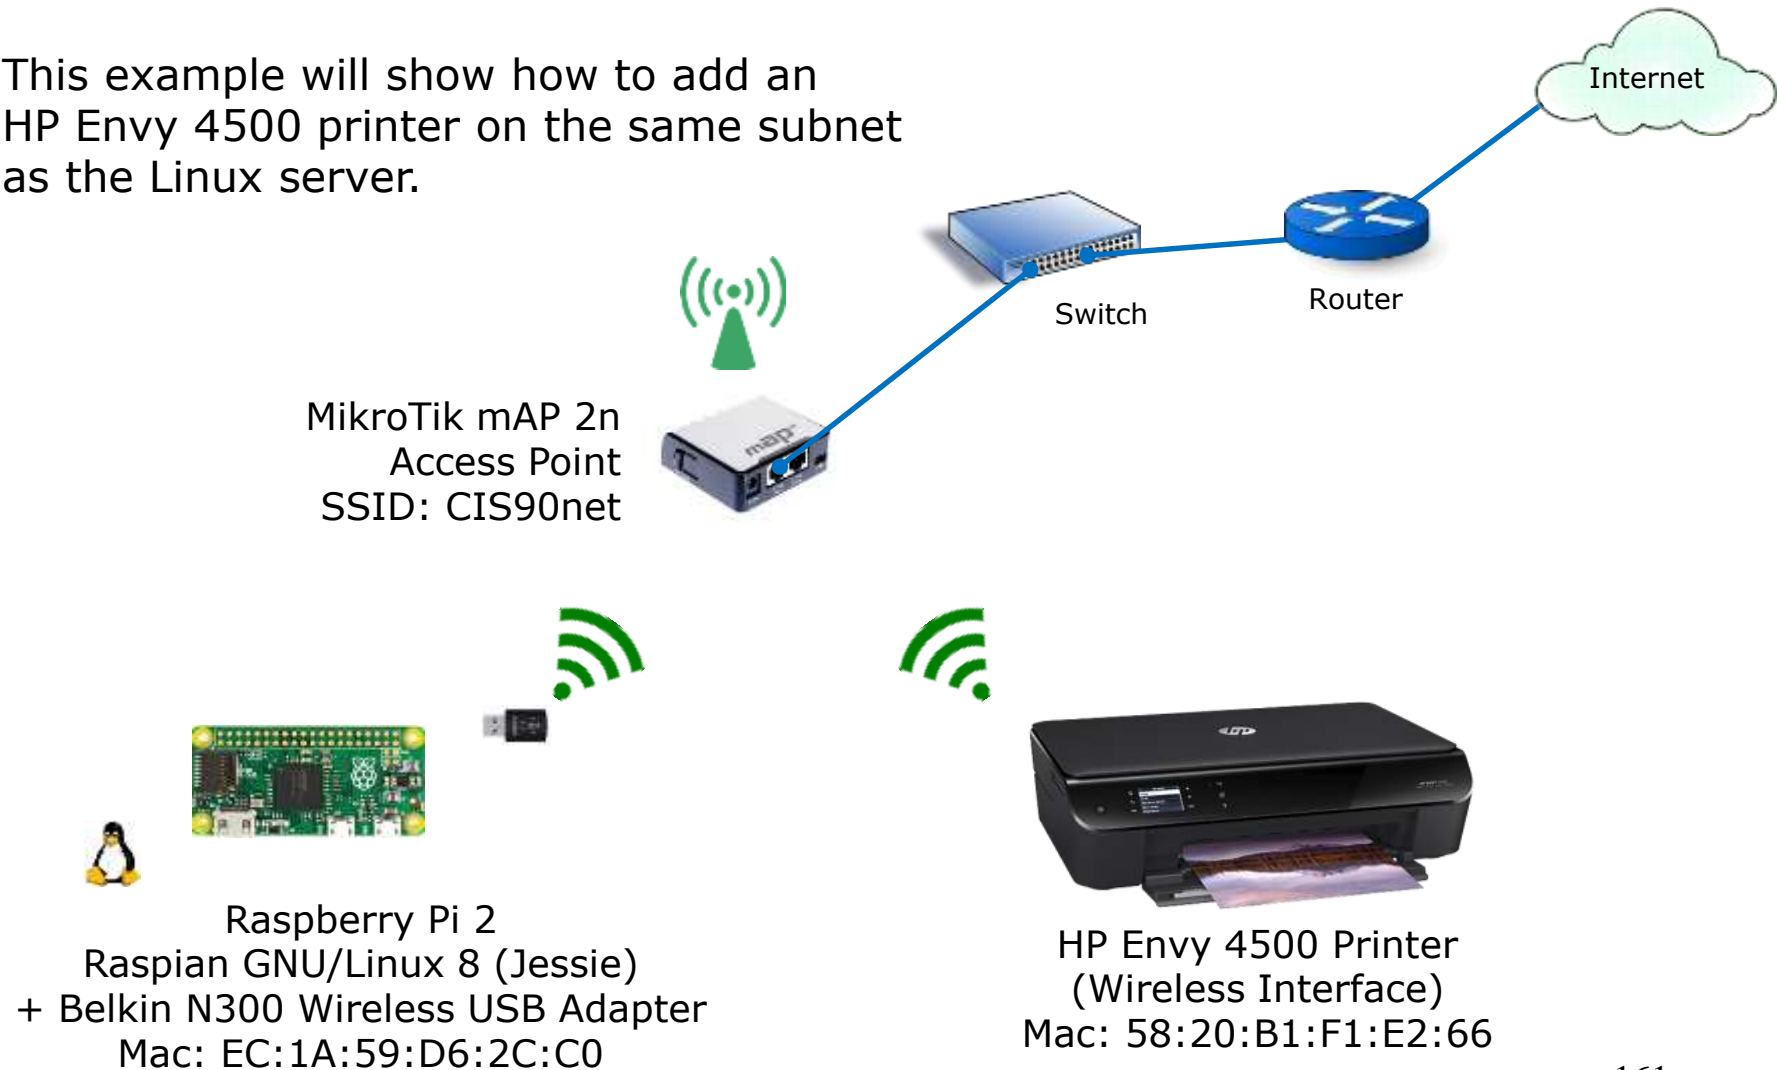 This example will show how to add an
HP Envy 4500 printer on the same subnet
as the Linux server.
Internet
Switch
Router
MikroTik mAP 2n
Access Point
SSID: CIS90net
map
Raspberry Pi 2
Raspian GNU/Linux 8 (Jessie)
+ Belkin N300 Wireless USB Adapter
Mac: EC:1A:59:D6:2C:C0
HP Envy 4500 Printer
(Wireless Interface)
Mac: 58:20:B1:F1:E2:66